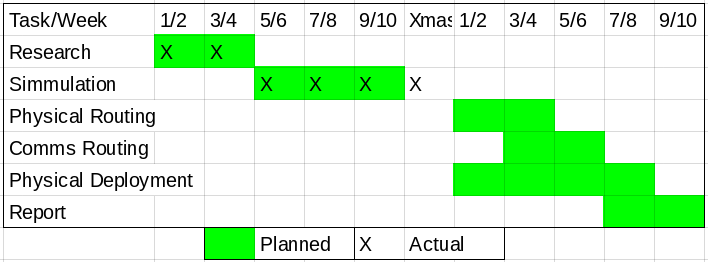 Task/Week 1/2 3/4 5/6 7/8 9/10 Xmas 1/2 3/4 5/6 7/8 9/10
Research X X
Simmulation X X X X
Physical Routing
Comms Routing
Physical Deployment
Report
Planned X Actual